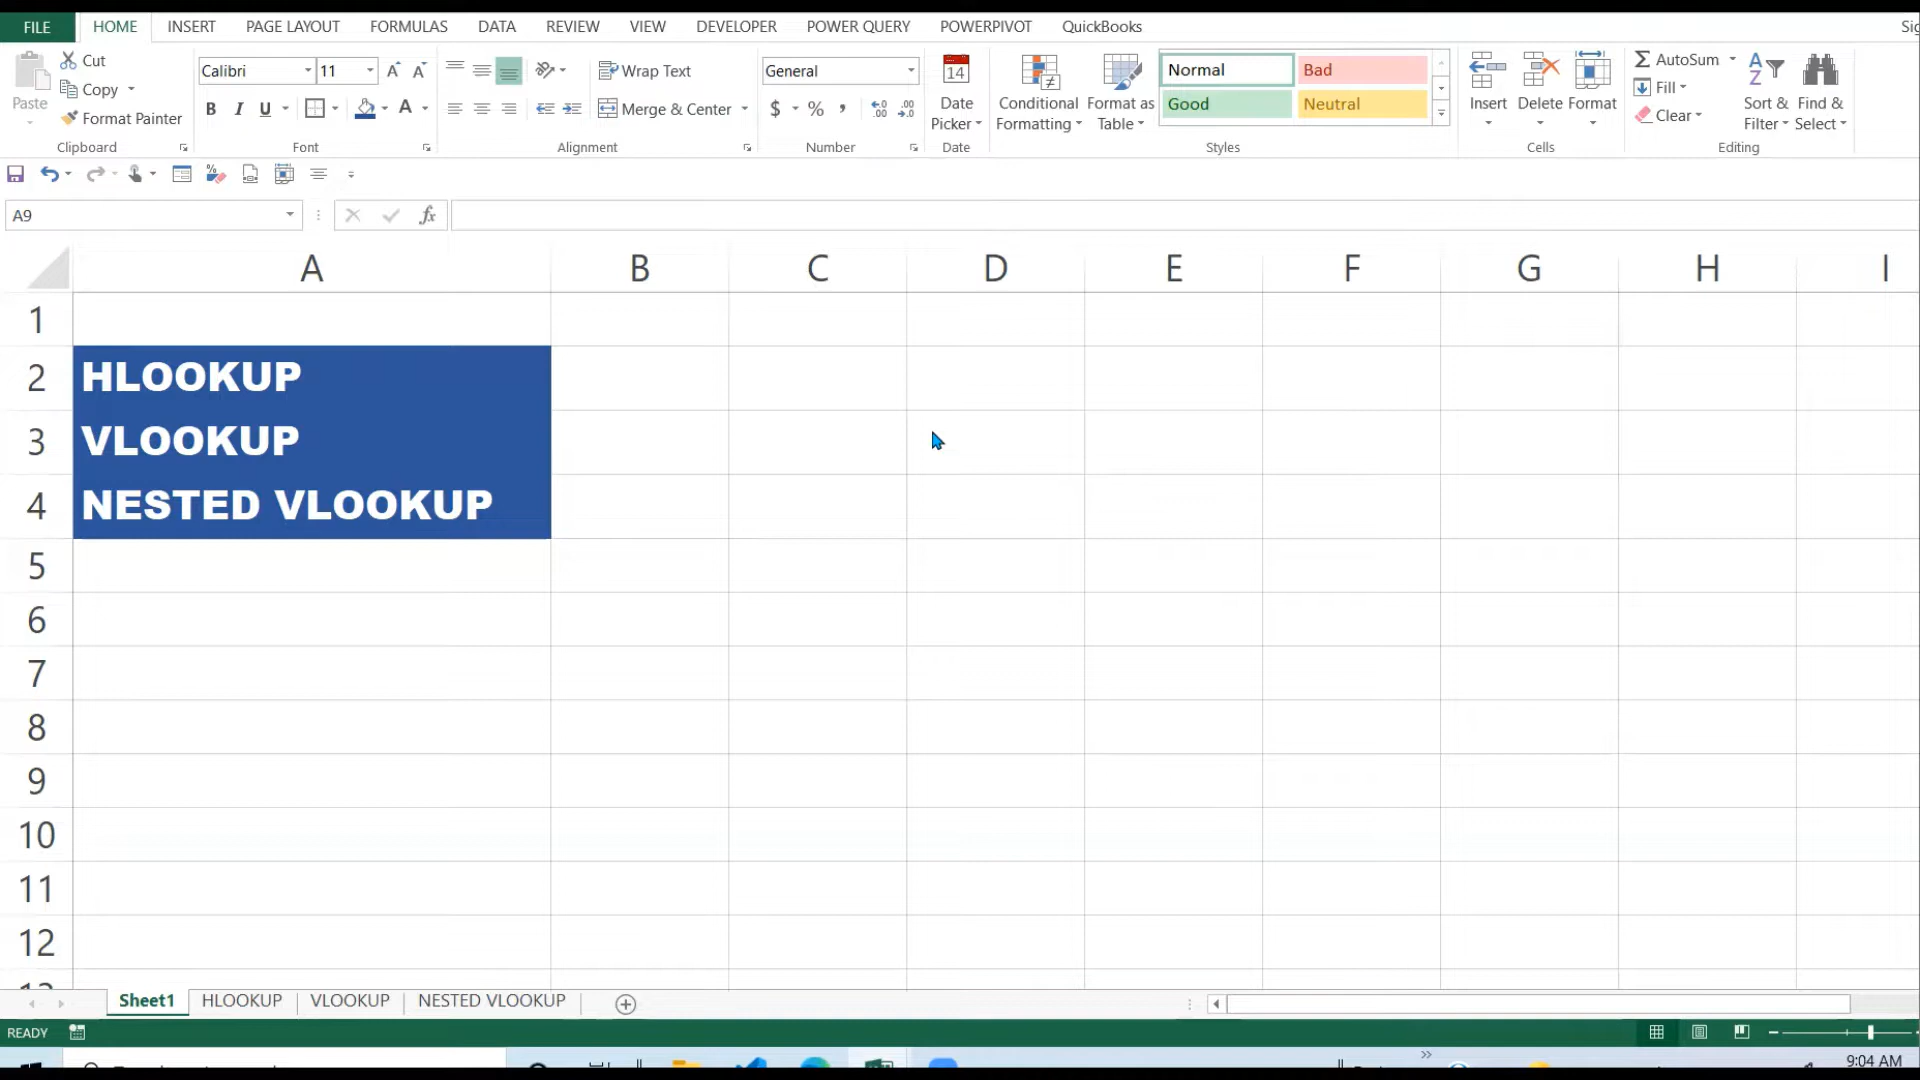 FILE HOME INSERT PAGE LAYOUT FORMULAS DATA REVIEW VIEW DEVELOPER POWER QUERY POWERPIVOT QuickBooks
Paste
Cut
Copy
Format Painter
Clipboard
Calibri 11
B I U A
Font
Wrap Text
Merge & Center
Alignment
General
$ % ,
Number
14
Date Picker
Date
Conditional Formatting
Format as Table
Normal Bad
Good Neutral
Styles
Insert Delete Format
Cells
AutoSum
Fill
Clear
Sort & Filter
Find & Select
Editing
A9 fx
A B C D E F G H I
1
2 HLOOKUP
3 VLOOKUP
4 NESTED VLOOKUP
5
6
7
8
9
10
11
12
Sheet1 HLOOKUP VLOOKUP NESTED VLOOKUP
READY
9:04 AM